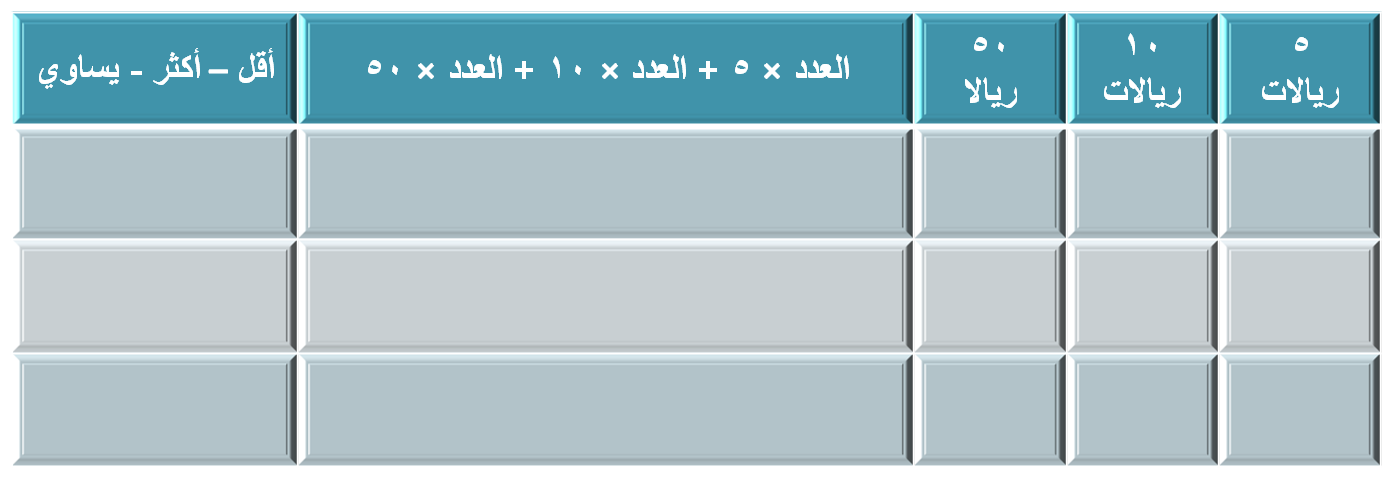 ٥
ريالات
١٠
ريالات
٥٠
ريالا
العدد × ٥ + العدد × ١٠ + العدد × ٥٠
أقل – أكثر - يساوي